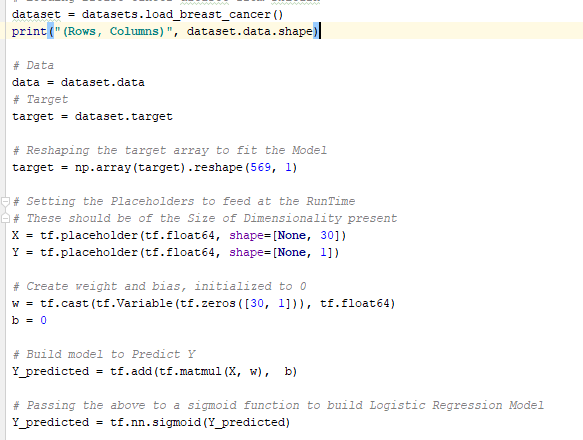 dataset = datasets.load_breast_cancer()
print("(Rows, Columns)", dataset.data.shape)
# Data
data = dataset.data
# Target
target = dataset.target
# Reshaping the target array to fit the Model
target = np.array(target).reshape(569, 1)
# Setting the Placeholders to feed at the RunTime
# These should be of the Size of Dimensionality present
X = tf.placeholder(tf.float64, shape=[None, 30])
Y = tf.placeholder(tf.float64, shape=[None, 1])
# Create weight and bias, initialized to 0
w = tf.cast(tf.Variable(tf.zeros([30, 1])), tf.float64)
b = 0
# Build model to Predict Y
Y_predicted = tf.add(tf.matmul(X, w),  b)
# Passing the above to a sigmoid function to build Logistic Regression Model
Y_predicted = tf.nn.sigmoid(Y_predicted)